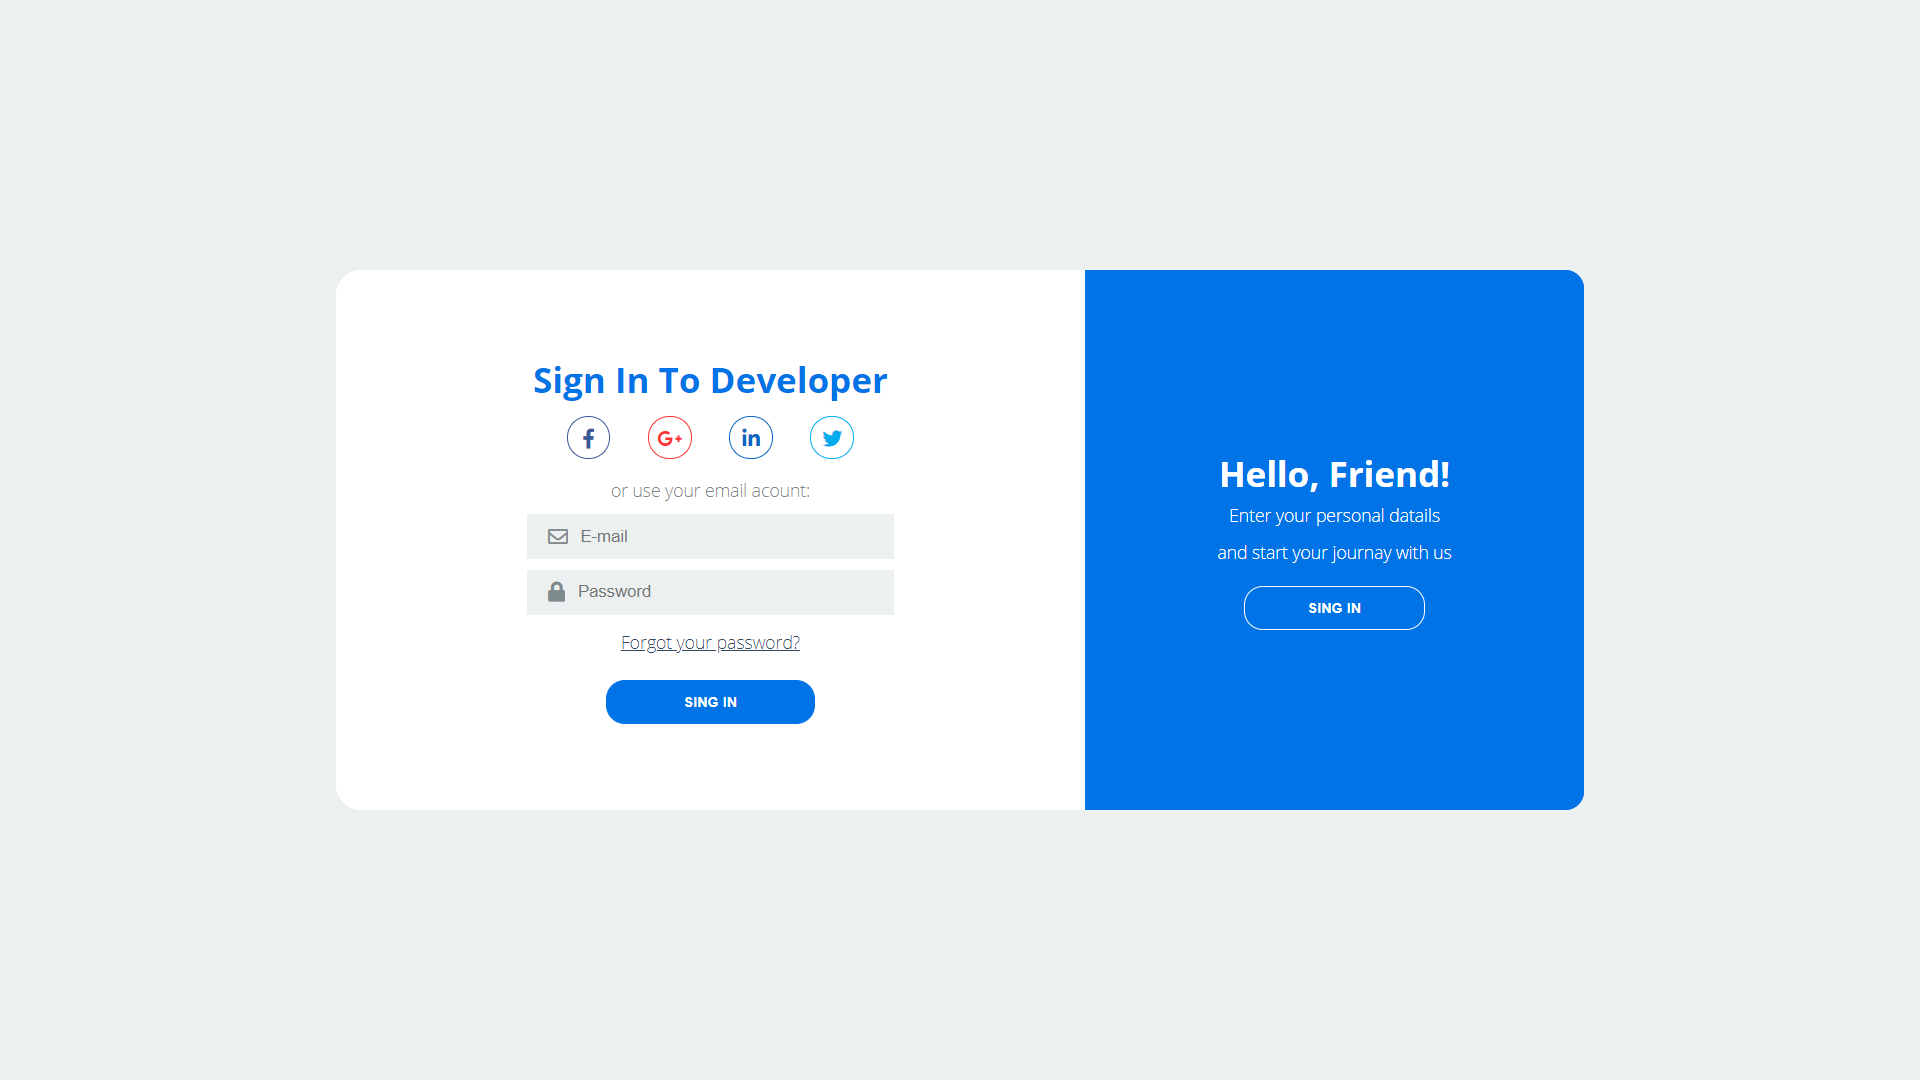 Sign In To Developer
f
G+
in
or use your email acount:
E-mail
Password
Forgot your password?
SING IN
Hello, Friend!
Enter your personal datails
and start your journay with us
SING IN